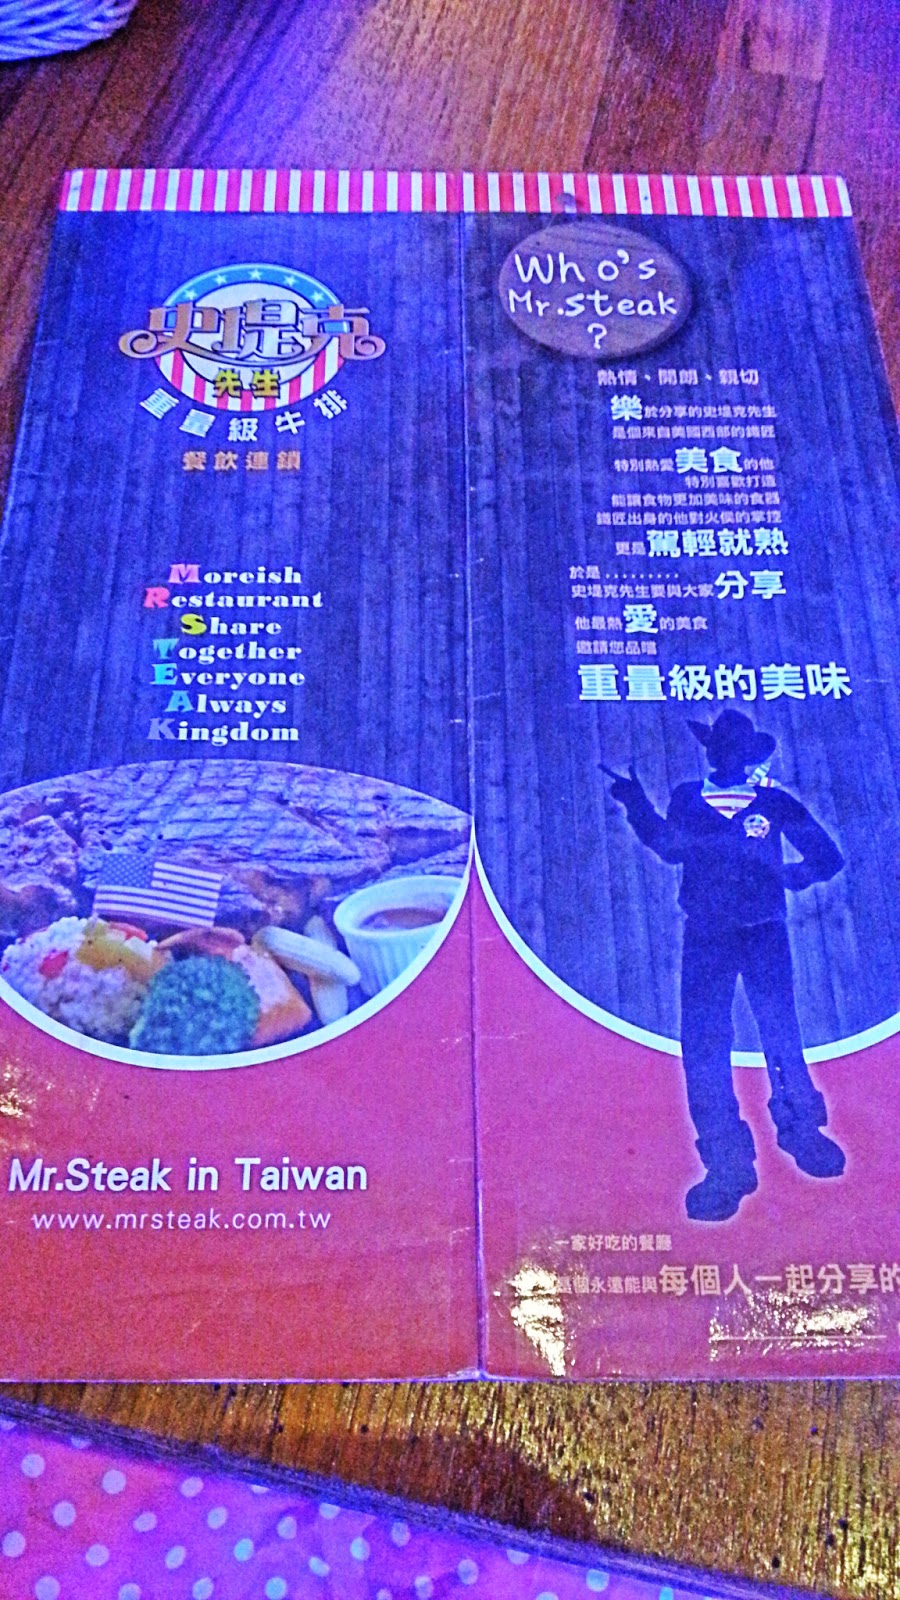 史堤克
先生
重量級牛排
餐飲連鎖
Moreish
Restaurant
Share
Together
Everyone
Always
Kingdom
Mr.Steak in Taiwan
www.mrsteak.com.tw
Who's
Mr.steak
?
熱情、開朗、親切
樂於分享的史堤克先生
是個來自美國西部的鐵匠
特別熱愛美食的他
特別喜歡打造
能讓食物更加美味的食器
鐵匠出身的他對火侯的掌控
更是駕輕就熟
於是………
史堤克先生要與大家分享
他最熱愛的美食
邀請您品嚐
重量級的美味
一家好吃的餐廳
是個永遠能與每個人一起分享的